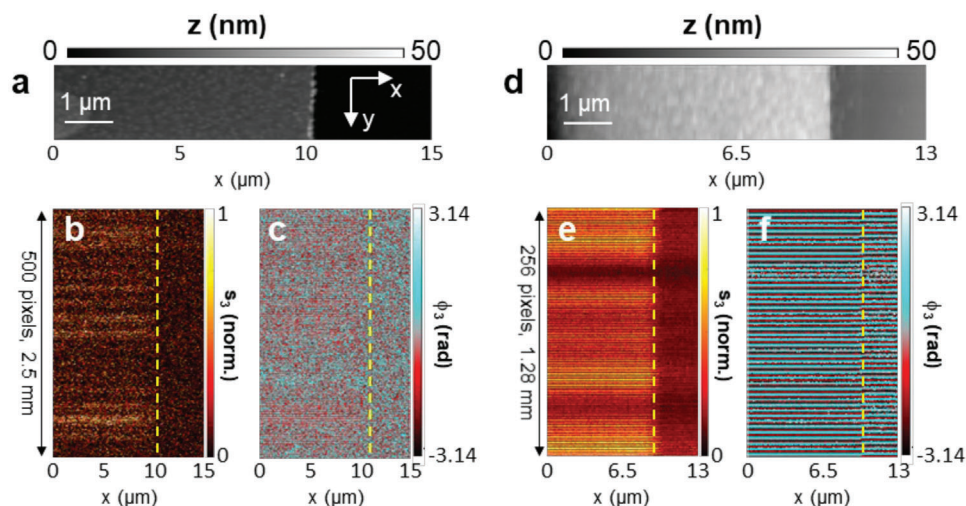 z (nm)
0
50
a
1 µm
x
y
0
5
10
15
x (µm)
z (nm)
0
50
d
1 µm
0
6.5
13
x (µm)
500 pixels, 2.5 mm
b
0
5
10
15
x (µm)
1
s3 (norm.)
0
c
0
5
10
15
x (µm)
3.14
ϕ3 (rad)
-3.14
256 pixels, 1.28 mm
e
0
6.5
13
x (µm)
1
s3 (norm.)
0
f
0
6.5
13
x (µm)
3.14
ϕ3 (rad)
-3.14